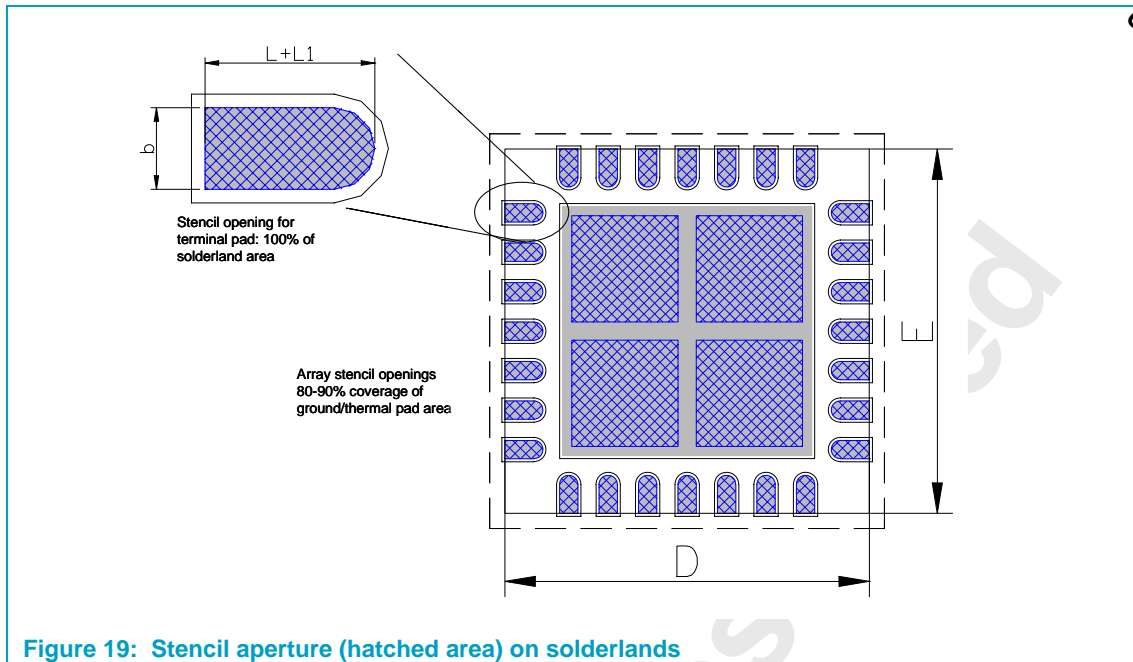 L+L1
b
Stencil opening for
terminal pad: 100% of
solderland area
Array stencil openings
80-90% coverage of
ground/thermal pad area
E
D
Figure 19: Stencil aperture (hatched area) on solderlands